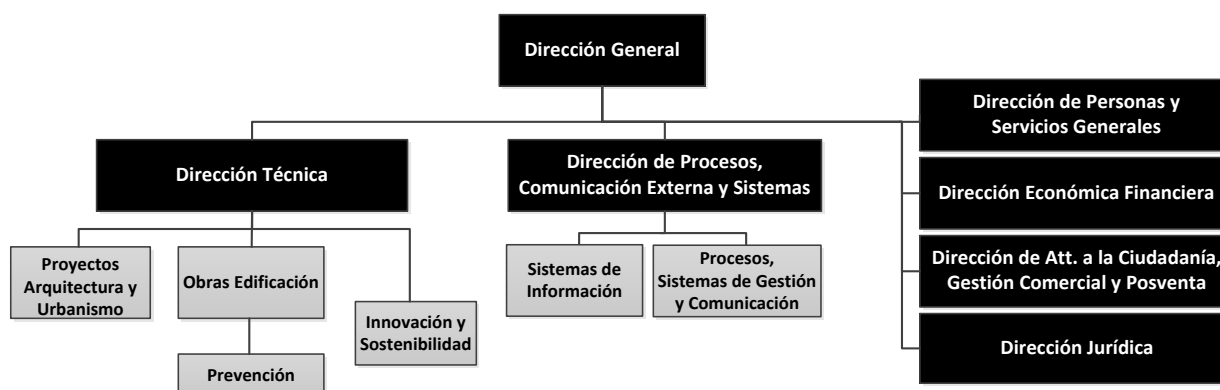 Dirección General
Dirección de Personas y
Servicios Generales
Dirección Técnica
Dirección de Procesos,
Comunicación Externa y Sistemas
Dirección Económica Financiera
Proyectos
Arquitectura y
Urbanismo
Obras Edificación
Innovación y
Sostenibilidad
Prevención
Sistemas de
Información
Procesos,
Sistemas de Gestión
y Comunicación
Dirección de Att. a la Ciudadanía,
Gestión Comercial y Posventa
Dirección Jurídica